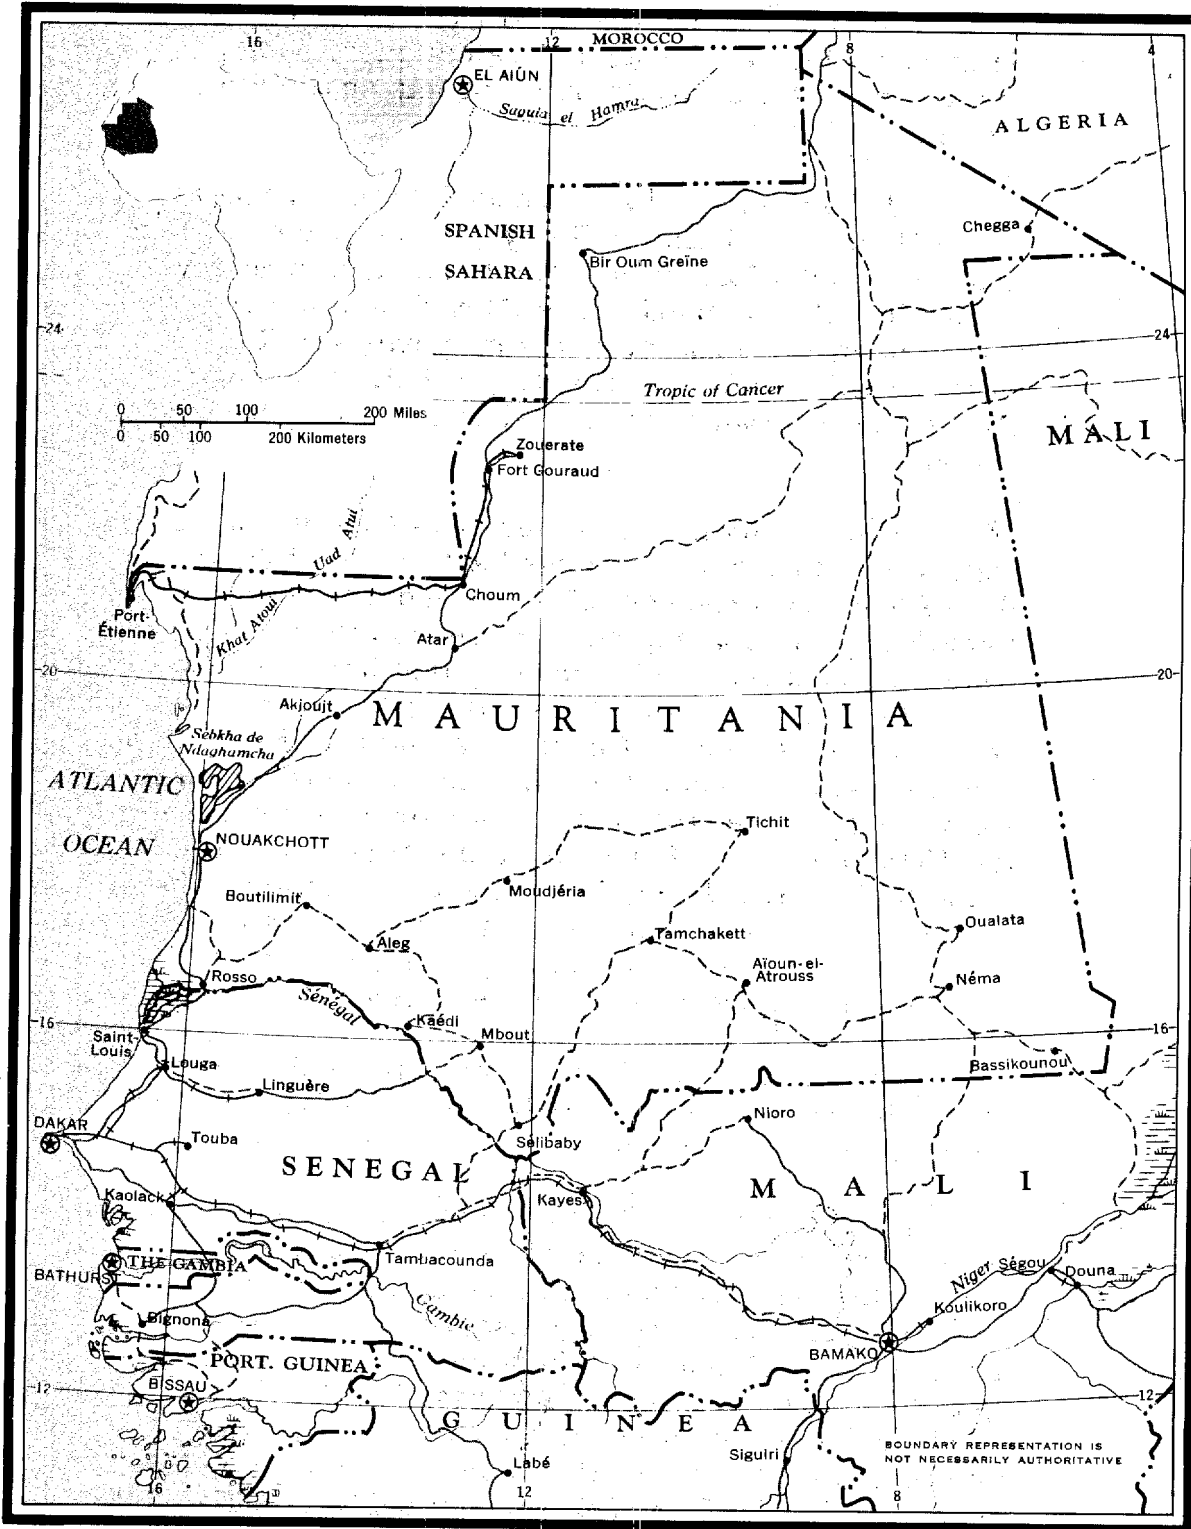 16
12
MOROCCO
8
4
EL AIÚN
Saguia el Hamra
ALGERIA
SPANISH
SAHARA
Chegga
Bir Oum Greïne
24
24
Tropic of Cancer
0 50 100 200 Miles
0 50 100 200 Kilometers
MALI
Zouerate
Fort Gouraud
Uad Atui
Choum
Port-
Étienne
Khat Atoui
Atar
20
20
Akjoujt
MAURITANIA
Sebkha de
Ndaghamcha
ATLANTIC
OCEAN
NOUAKCHOTT
Tichit
Moudjéria
Boutilimit
Aleg
Tamchakett
Oualata
Aïoun-el-
Atrouss
Néma
Rosso
Sénégal
Kaédi
16
16
Saint-
Louis
Mbout
Bassikounou
Louga
Linguère
DAKAR
Touba
Sélibaby
Nioro
SENEGAL
MALI
Kaolack
Kayes
Tambacounda
THE GAMBIA
BATHURST
Ségou
Douna
Niger
Gambie
Koulikoro
Bignona
BAMAKO
PORT. GUINEA
BISSAU
12
12
GUINEA
Siguiri
Labé
BOUNDARY REPRESENTATION IS
NOT NECESSARILY AUTHORITATIVE
16
12
8